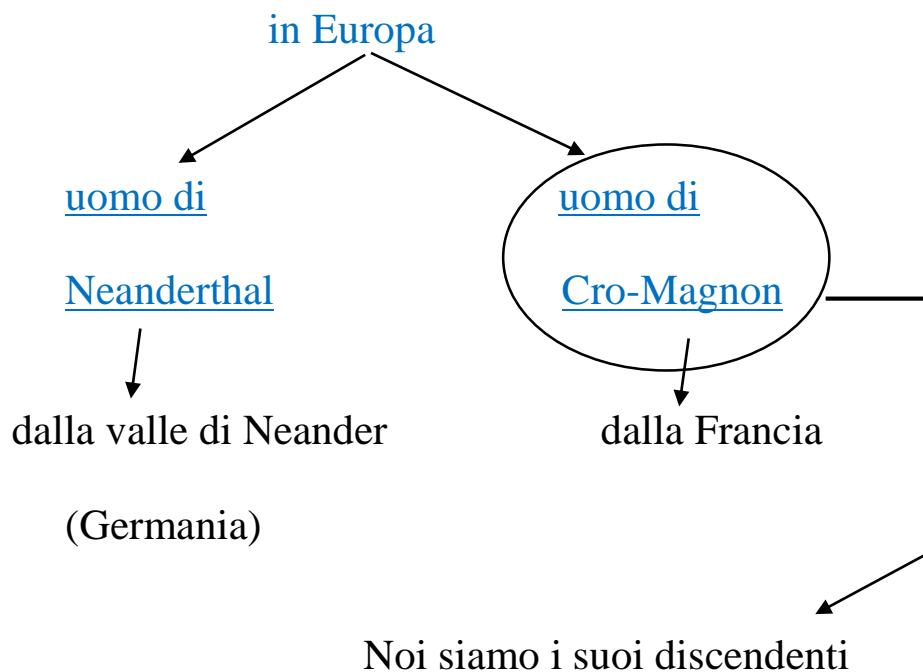 in Europa
uomo di
Neanderthal
uomo di
Cro-Magnon
dalla valle di Neander
(Germania)
dalla Francia
Noi siamo i suoi discendenti